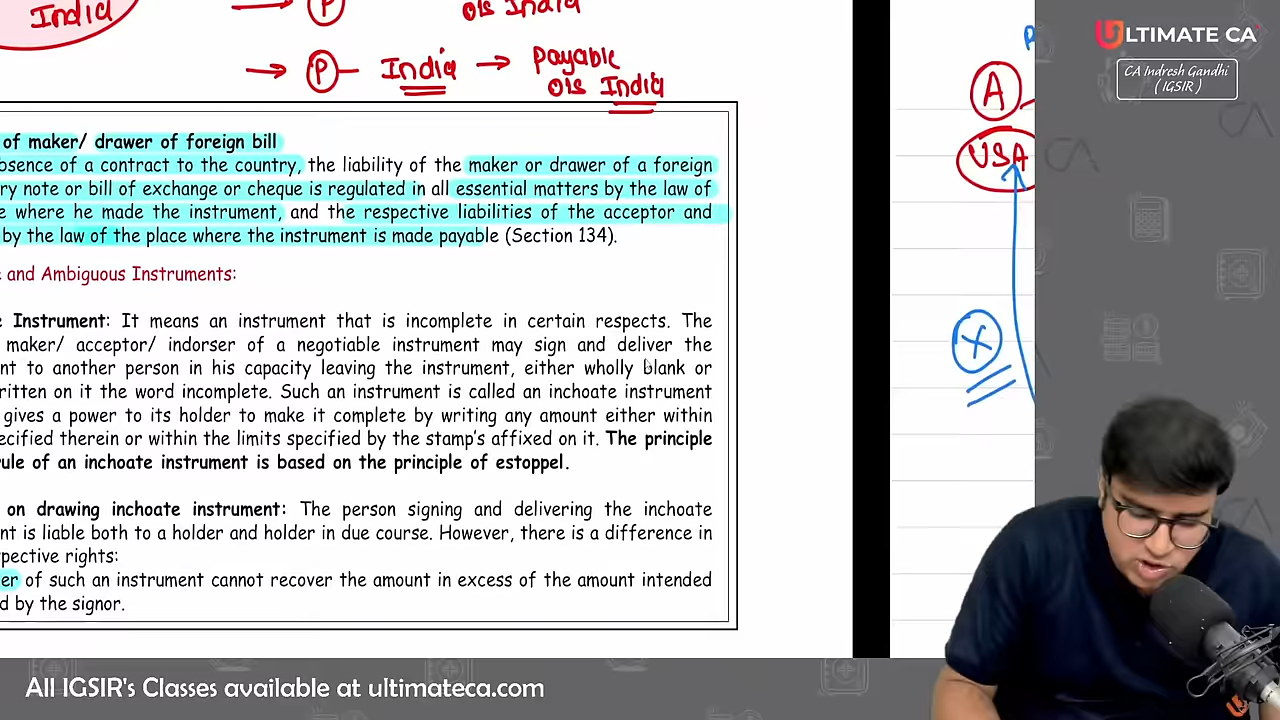 India
→ P ois India
→ P – India → Payable
ois India
of maker/ drawer of foreign bill
absence of a contract to the country, the liability of the maker or drawer of a foreign
ry note or bill of exchange or cheque is regulated in all essential matters by the law of
e where he made the instrument, and the respective liabilities of the acceptor and
by the law of the place where the instrument is made payable (Section 134).
e and Ambiguous Instruments:
e Instrument: It means an instrument that is incomplete in certain respects. The
maker/ acceptor/ indorser of a negotiable instrument may sign and deliver the
nt to another person in his capacity leaving the instrument, either wholly blank or
ritten on it the word incomplete. Such an instrument is called an inchoate instrument
gives a power to its holder to make it complete by writing any amount either within
ecified therein or within the limits specified by the stamp's affixed on it. The principle
rule of an inchoate instrument is based on the principle of estoppel.
on drawing inchoate instrument: The person signing and delivering the inchoate
nt is liable both to a holder and holder in due course. However, there is a difference in
pective rights:
er of such an instrument cannot recover the amount in excess of the amount intended
d by the signor.
A
USA
X
ULTIMATE CA
CA Indresh Gandhi
( IGSIR )
All IGSIR's Classes available at ultimateca.com